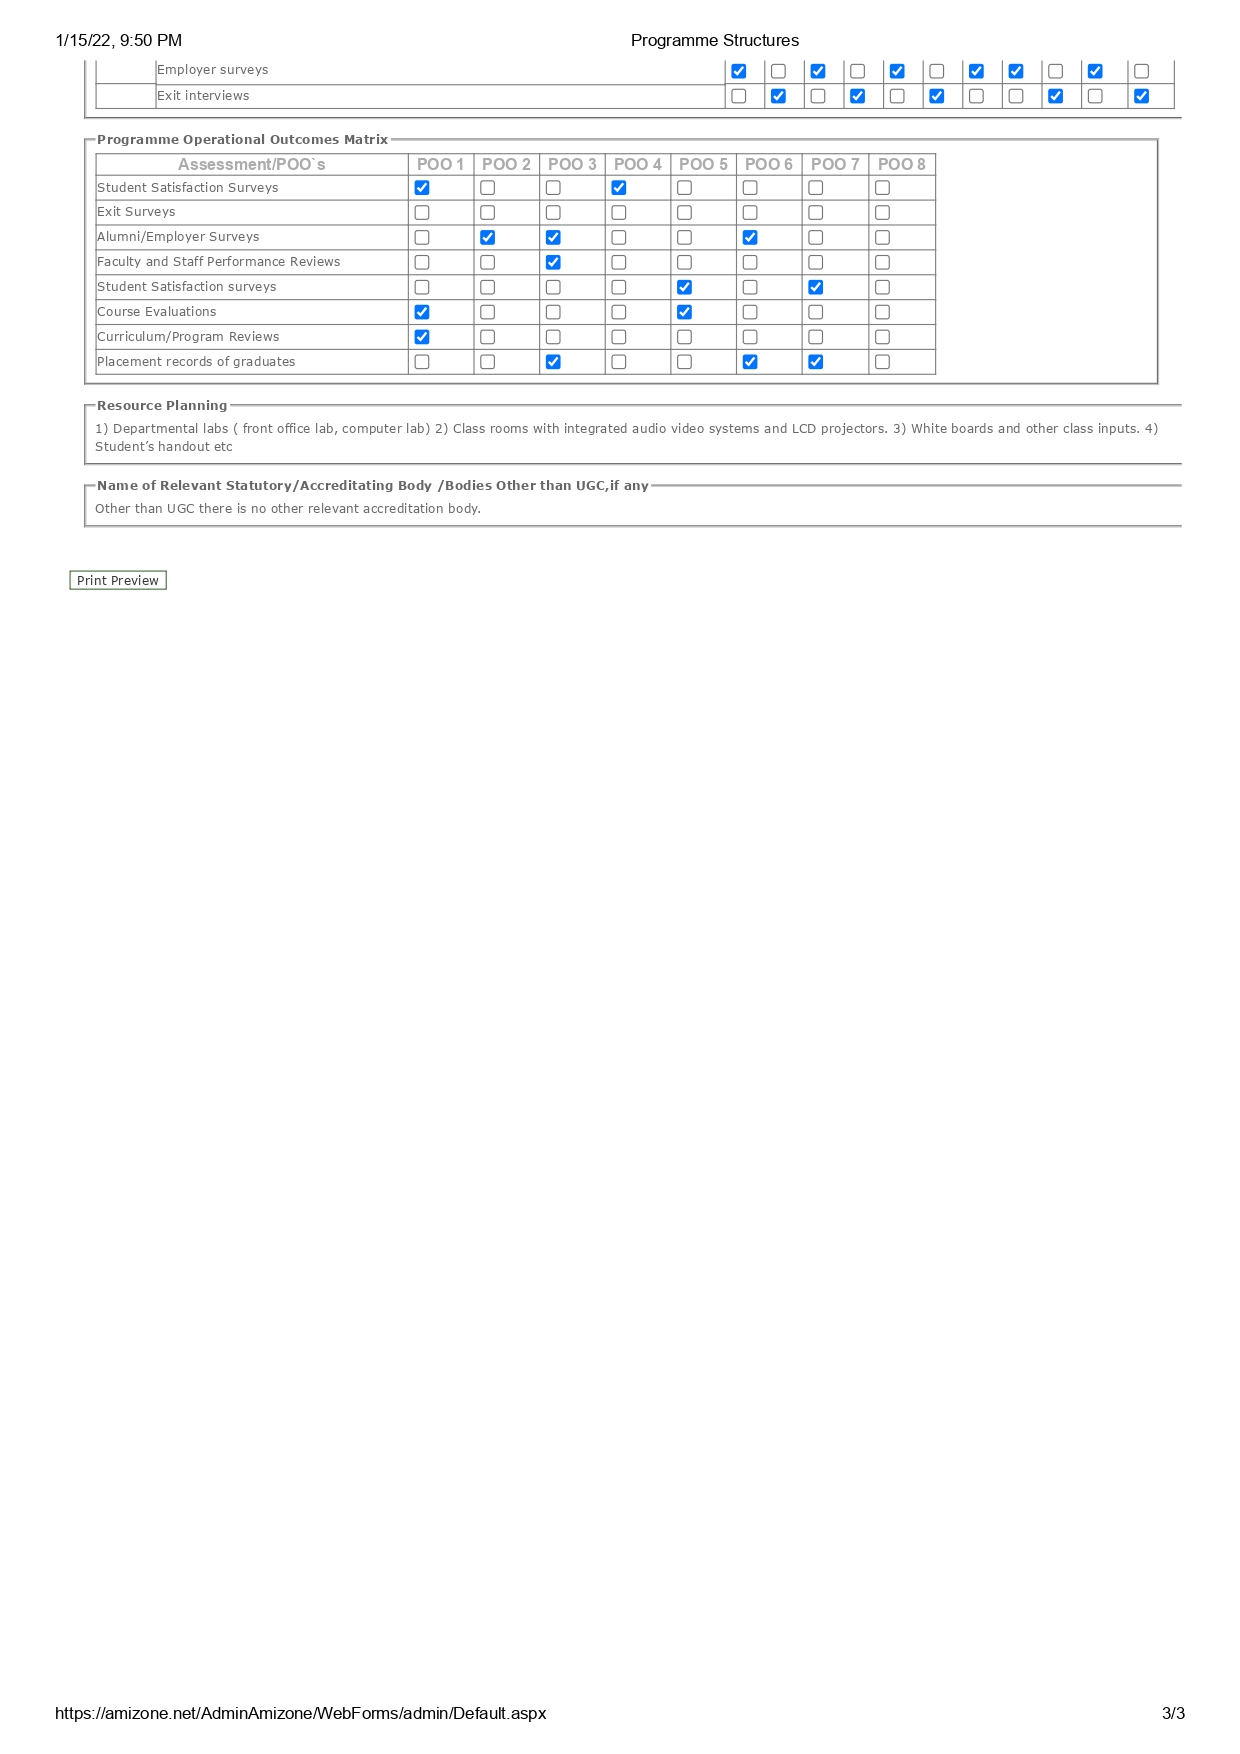 1/15/22, 9:50 PM Programme Structures
Employer surveys
Exit interviews
Programme Operational Outcomes Matrix
Assessment/POO`s POO 1 POO 2 POO 3 POO 4 POO 5 POO 6 POO 7 POO 8
Student Satisfaction Surveys
Exit Surveys
Alumni/Employer Surveys
Faculty and Staff Performance Reviews
Student Satisfaction surveys
Course Evaluations
Curriculum/Program Reviews
Placement records of graduates
Resource Planning
1) Departmental labs ( front office lab, computer lab) 2) Class rooms with integrated audio video systems and LCD projectors. 3) White boards and other class inputs. 4)
Student’s handout etc
Name of Relevant Statutory/Accreditating Body /Bodies Other than UGC,if any
Other than UGC there is no other relevant accreditation body.
Print Preview
https://amizone.net/AdminAmizone/WebForms/admin/Default.aspx 3/3